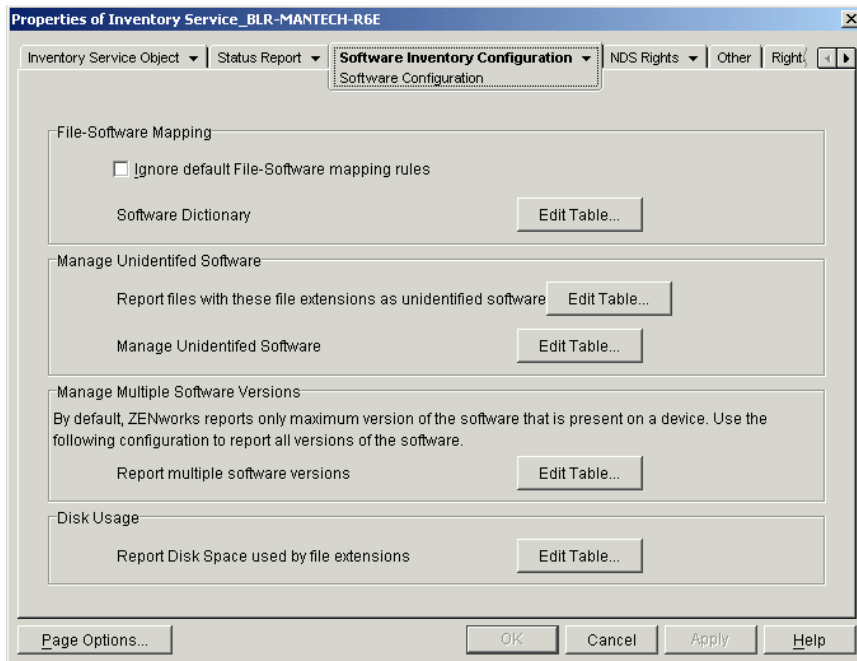 Properties of Inventory Service_BLR-MANTECH-R6E
Inventory Service Object
Status Report
Software Inventory Configuration
NDS Rights
Other
Right
Software Configuration
File-Software Mapping
Ignore default File-Software mapping rules
Software Dictionary
Edit Table...
Manage Unidentifed Software
Report files with these file extensions as unidentified software
Edit Table...
Manage Unidentifed Software
Edit Table...
Manage Multiple Software Versions
By default, ZENworks reports only maximum version of the software that is present on a device. Use the
following configuration to report all versions of the software.
Report multiple software versions
Edit Table...
Disk Usage
Report Disk Space used by file extensions
Edit Table...
Page Options...
OK
Cancel
Apply
Help